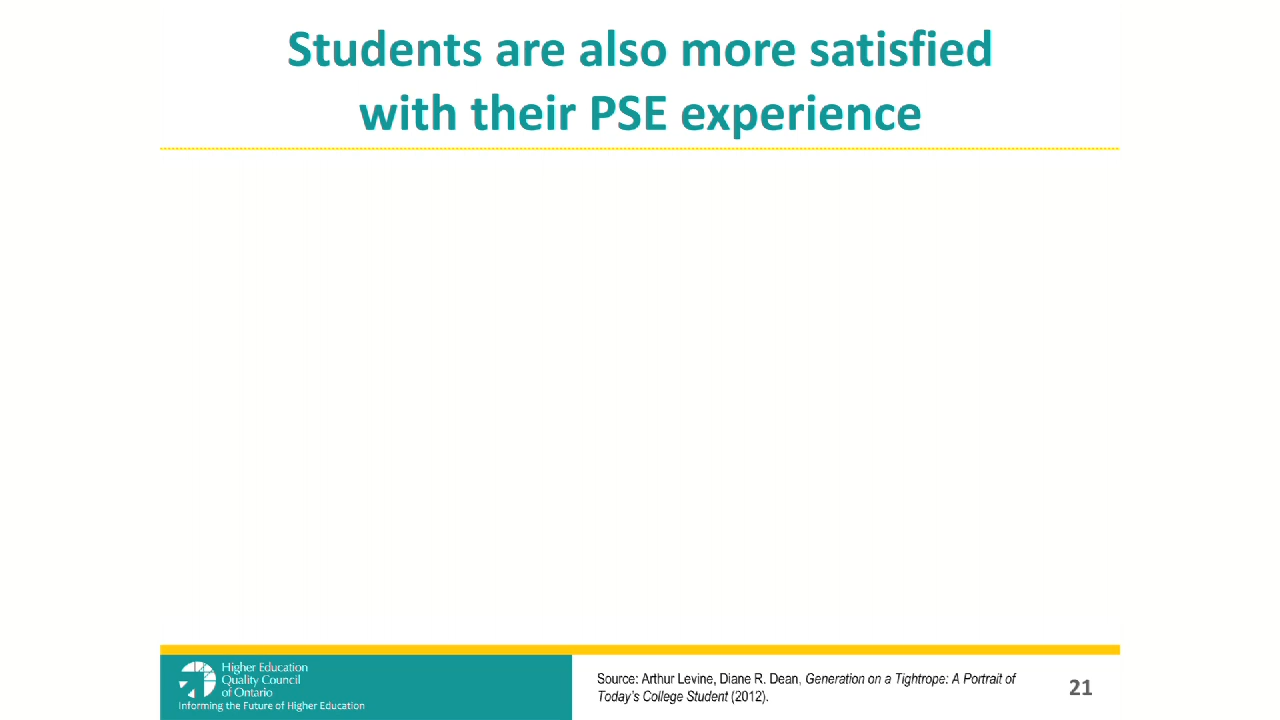 Students are also more satisfied
with their PSE experience
Higher Education
Quality Council
of Ontario
Informing the Future of Higher Education
Source: Arthur Levine, Diane R. Dean, Generation on a Tightrope: A Portrait of
Today's College Student (2012).
21